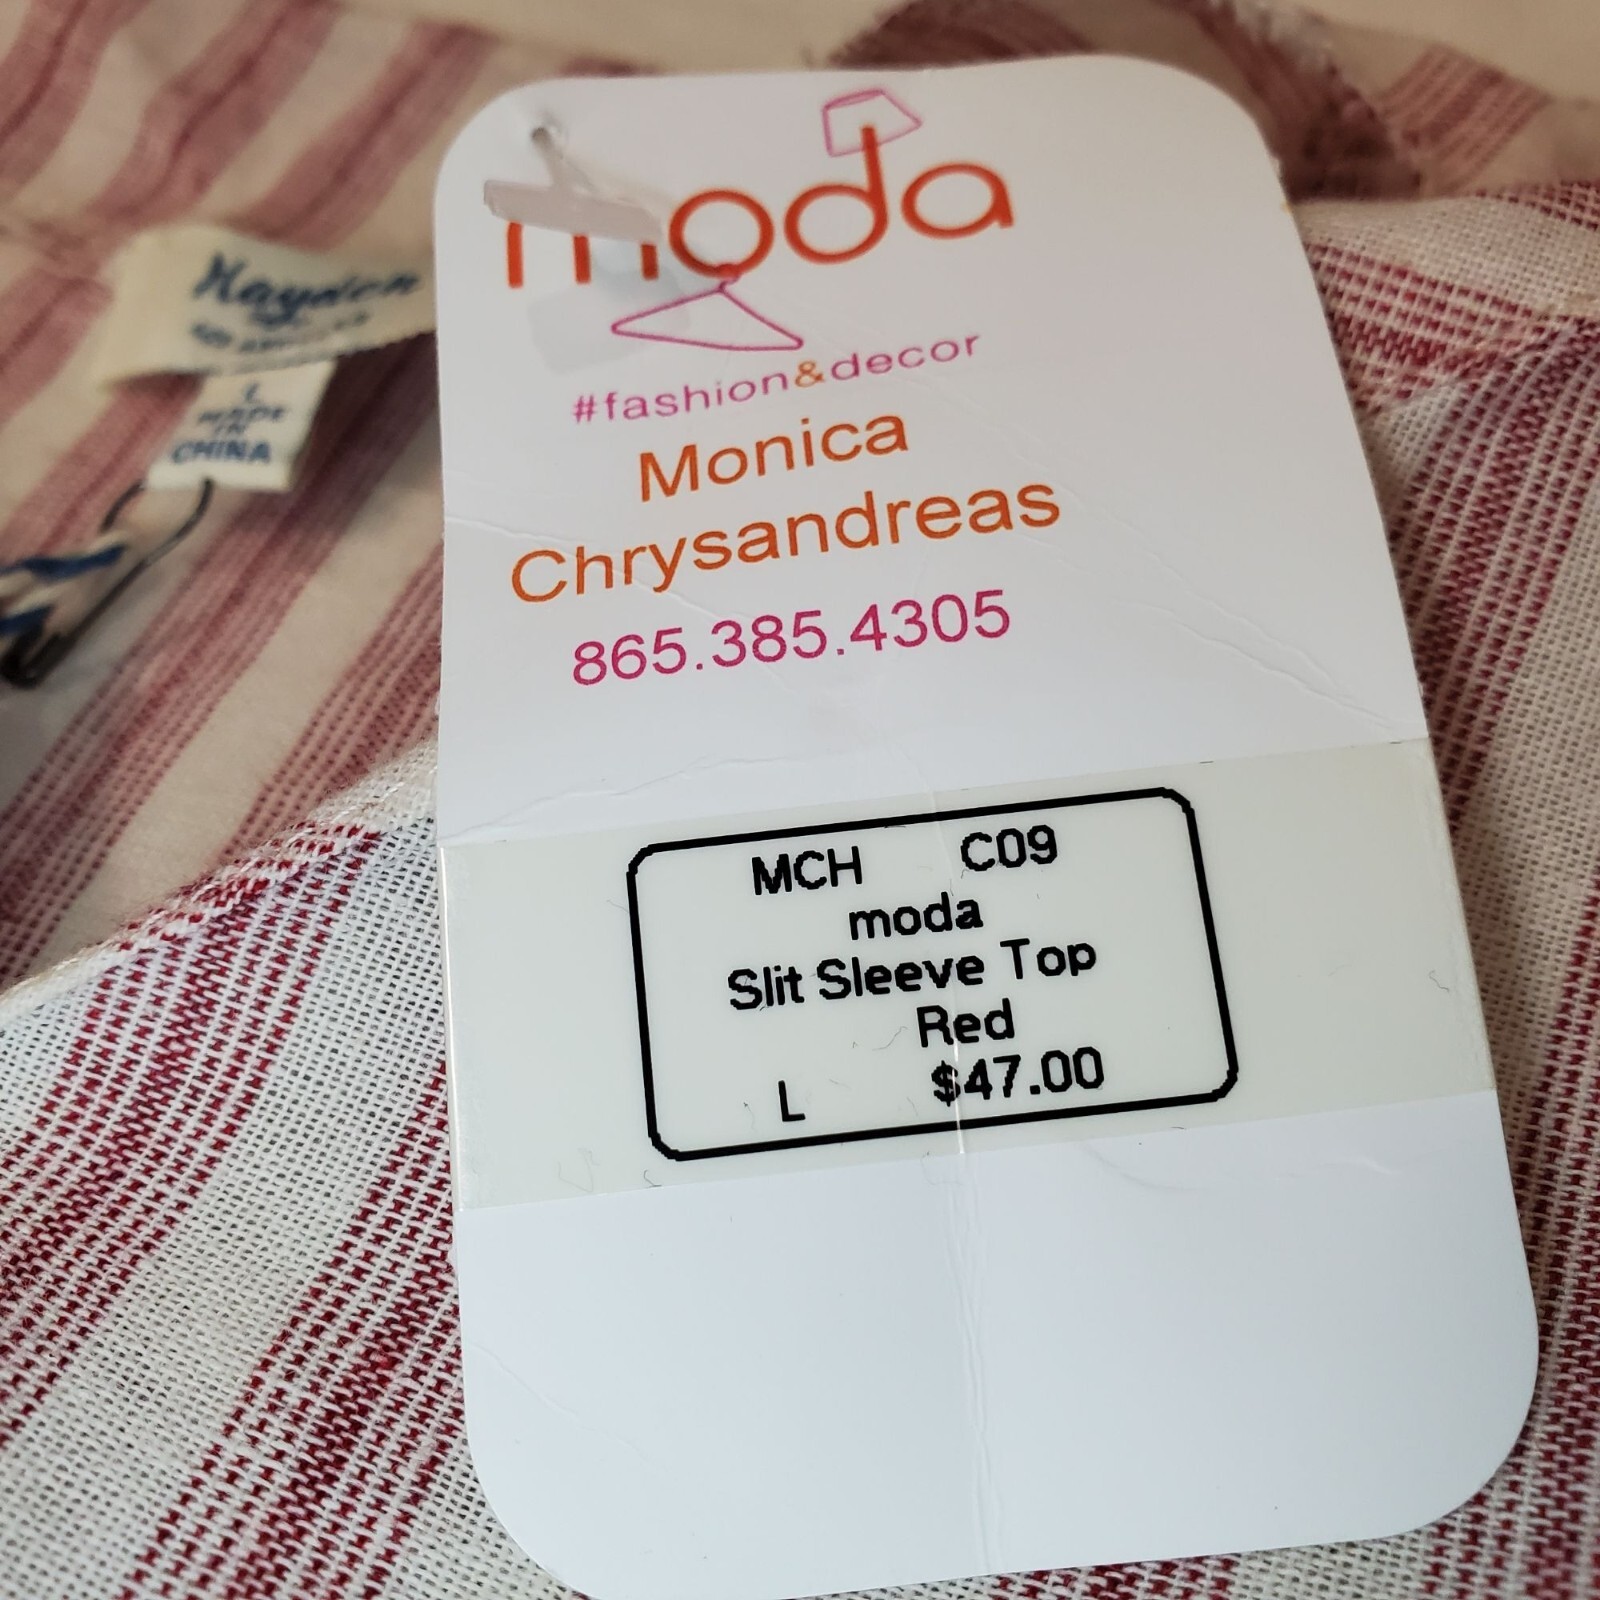 moda
#fashion&decor
Monica
Chrysandreas
865.385.4305
MCH C09
moda
Slit Sleeve Top
Red
L $47.00
Hayden
L
MADE
IN
CHINA